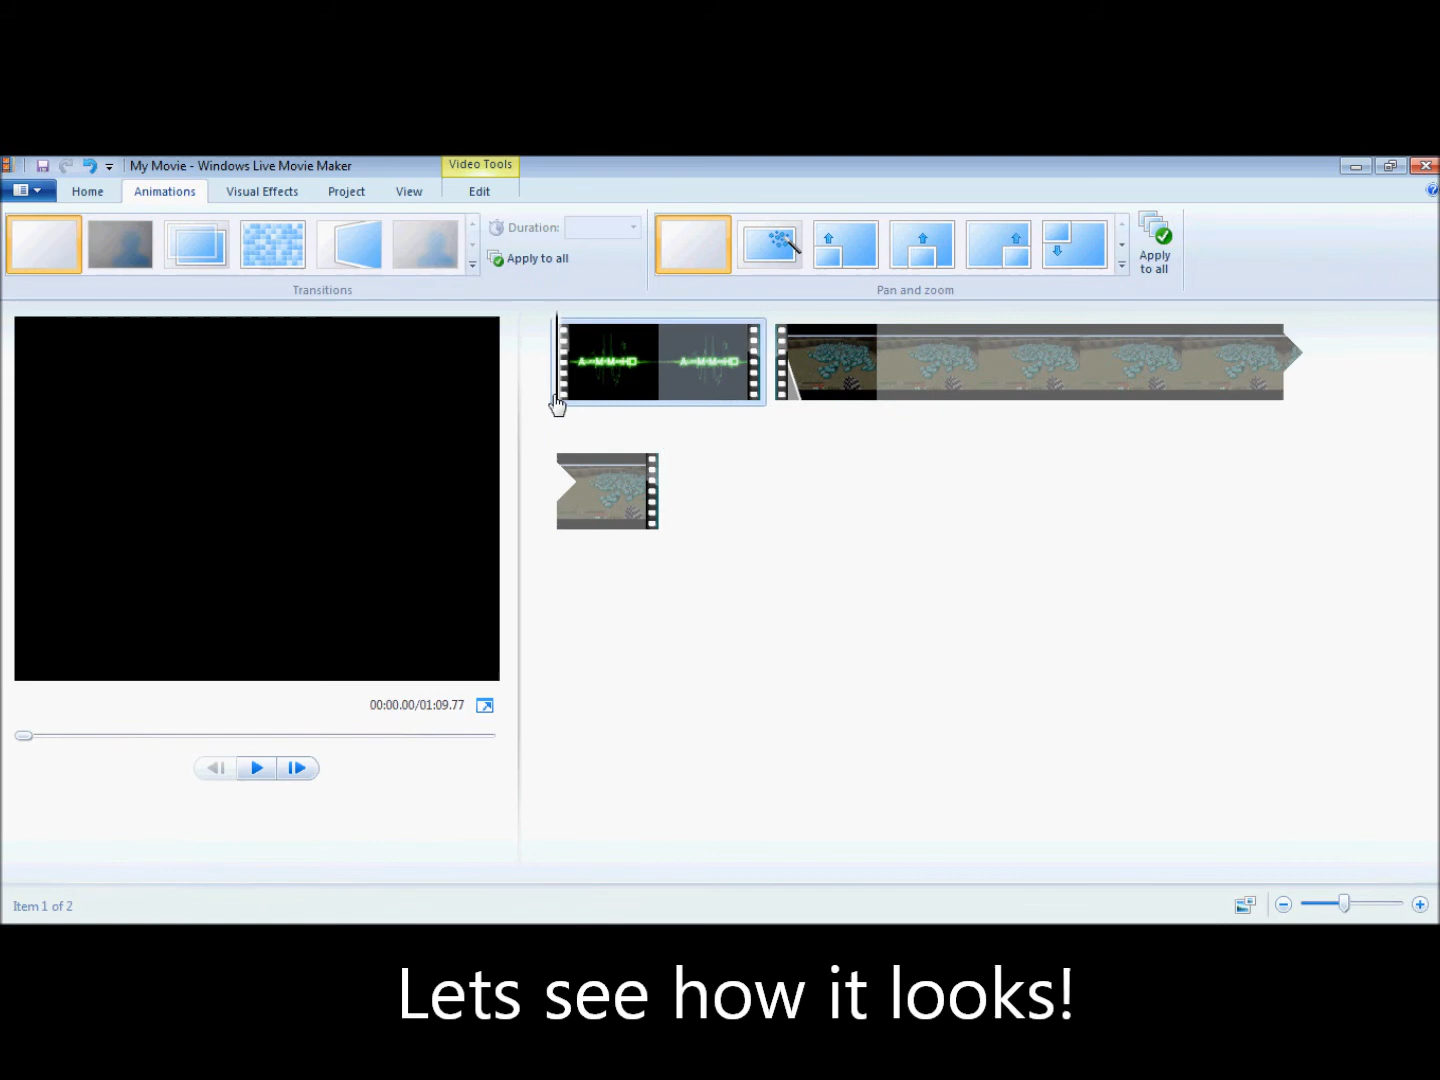 My Movie - Windows Live Movie Maker
Video Tools
Home
Animations
Visual Effects
Project
View
Edit
Duration:
Apply to all
Apply
to all
Transitions
Pan and zoom
00:00.00/01:09.77
Item 1 of 2
Lets see how it looks!